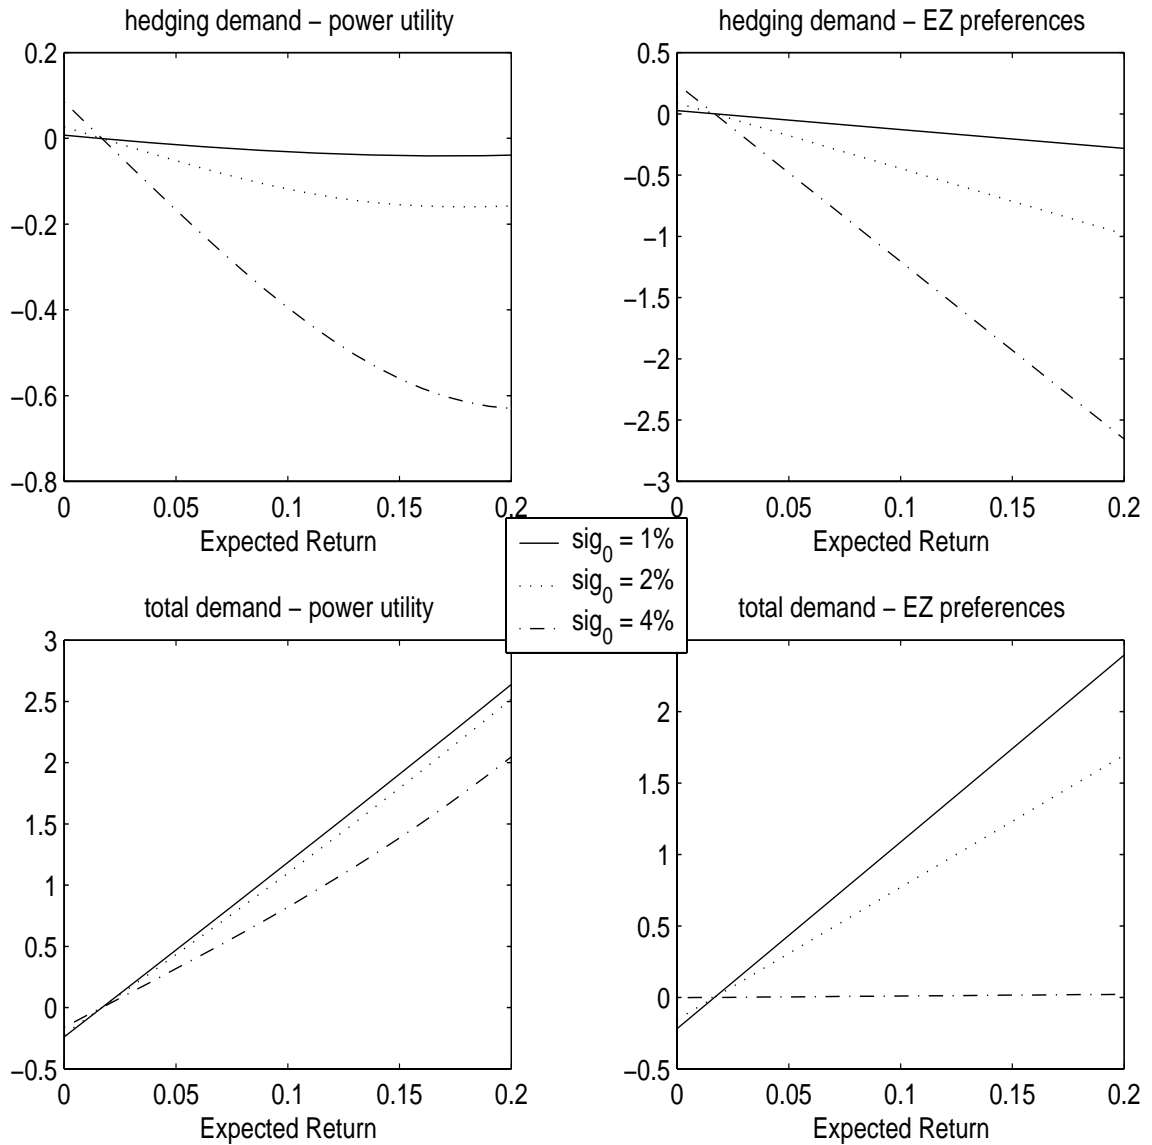 hedging demand – power utility
0.2
0
−0.2
−0.4
−0.6
−0.8
0 0.05 0.1 0.15 0.2
Expected Return
hedging demand – EZ preferences
0.5
0
−0.5
−1
−1.5
−2
−2.5
−3
0 0.05 0.1 0.15 0.2
Expected Return
sig0 = 1%
sig0 = 2%
sig0 = 4%
total demand – power utility
3
2.5
2
1.5
1
0.5
0
−0.5
0 0.05 0.1 0.15 0.2
Expected Return
total demand – EZ preferences
2
1.5
1
0.5
0
−0.5
0 0.05 0.1 0.15 0.2
Expected Return